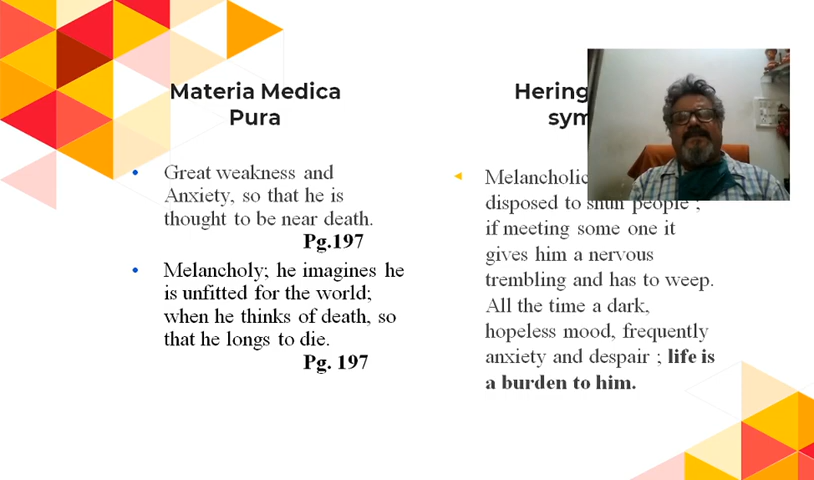 Materia Medica
Pura
Great weakness and
Anxiety, so that he is
thought to be near death.
Pg.197
Melancholy; he imagines he
is unfitted for the world;
when he thinks of death, so
that he longs to die.
Pg. 197
Hering
sym
Melancholic
disposed to shun people ;
if meeting some one it
gives him a nervous
trembling and has to weep.
All the time a dark,
hopeless mood, frequently
anxiety and despair ; life is
a burden to him.